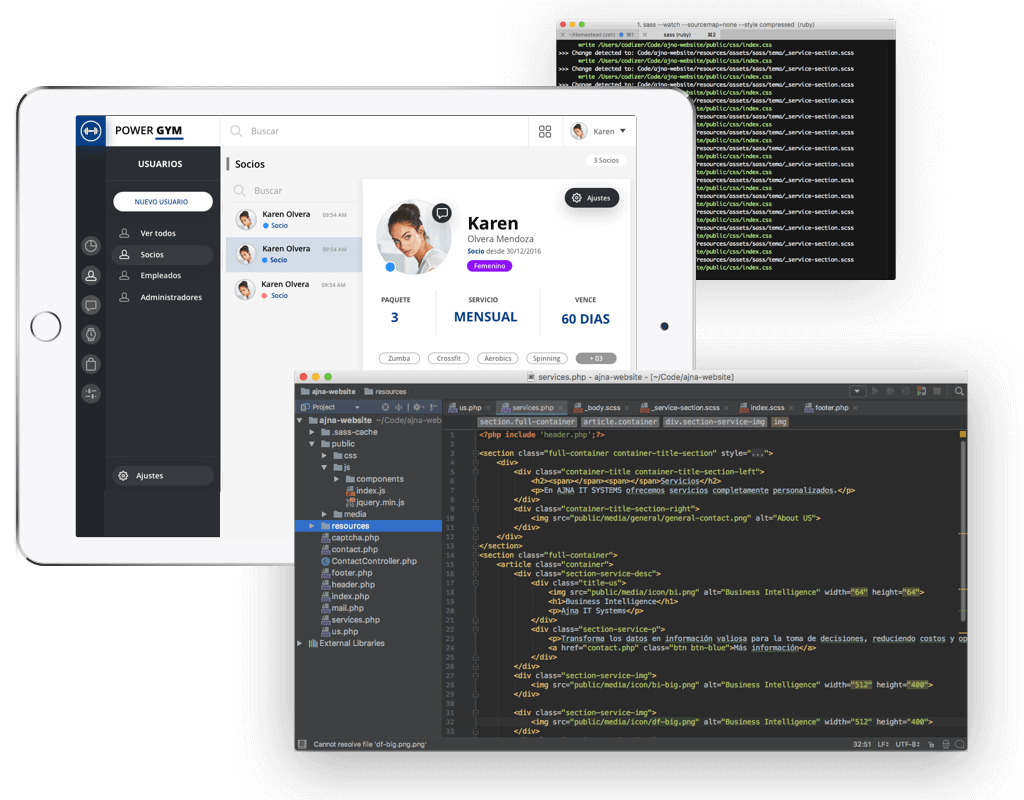 1. sass --watch --sourcemap=none --style compressed (ruby)
~/Homestead (zsh) ⌘1 sass (ruby) ⌘2
write /Users/codizer/Code/ajna-website/public/css/index.css
>>> Change detected to: Code/ajna-website/resources/assets/sass/tema/_service-section.scss
write /Users/codizer/Code/ajna-website/public/css/index.css
>>> Change detected to: Code/ajna-website/resources/assets/sass/tema/_service-section.scss
write /Users/codizer/Code/ajna-website/public/css/index.css
>>> Change detected to: Code/ajna-website/resources/assets/sass/tema/_service-section.scss
POWER GYM
Buscar
Karen
USUARIOS
NUEVO USUARIO
Ver todos
Socios
Empleados
Administradores
Ajustes
Socios
3 Socios
Buscar
Karen Olvera 09:54 AM
Socio
Karen Olvera 09:54 AM
Socio
Karen Olvera 09:54 AM
Socio
Ajustes
Karen
Olvera Mendoza
Socio desde 30/12/2016
Femenino
PAQUETE SERVICIO VENCE
3 MENSUAL 60 DIAS
Zumba Crossfit Aerobics Spinning + 03
services.php - ajna-website - [~/Code/ajna-website]
ajna-website resources
Project
us.php services.php _body.scss _service-section.scss index.scss footer.php
section.full-container article.container div.section-service-img img
ajna-website ~/Code/ajna-web
.sass-cache
public
css
js
components
index.js
jquery.min.js
media
resources
captcha.php
contact.php
ContactController.php
footer.php
header.php
index.php
mail.php
services.php
us.php
External Libraries
1 <?php include 'header.php';?>
2
3 <section class="full-container container-title-section" style="...">
4 <div>
5 <div class="container-title container-title-section-left">
6 <h2><span></span><span></span>Servicios</h2>
7 <p>En AJNA IT SYSTEMS ofrecemos servicios completamente personalizados.</p>
8 </div>
9 <div class="container-title-section-right">
10 <img src="public/media/general/general-contact.png" alt="About US">
11 </div>
12 </div>
13 </section>
14 <section class="full-container">
15 <article class="container">
16 <div class="section-service-desc">
17 <div class="title-us">
18 <img src="public/media/icon/bi.png" alt="Business Intelligence" width="64" height="64">
19 <h1>Business Intelligence</h1>
20 <p>Ajna IT Systems</p>
21 </div>
22 <div class="section-service-p">
23 <p>Transforma los datos en información valiosa para la toma de decisiones, reduciendo costos y op
24 <a href="contact.php" class="btn btn-blue">Más información</a>
25 </div>
26 </div>
27 <div class="section-service-img">
28 <img src="public/media/icon/bi-big.png" alt="Business Intelligence" width="512" height="400">
29 </div>
30
31 <div class="section-service-img">
32 <img src="public/media/icon/df-big.png" alt="Business Intelligence" width="512" height="400">
33 </div>
Cannot resolve file 'df-big.png.png'
32:51 LF÷ UTF-8÷